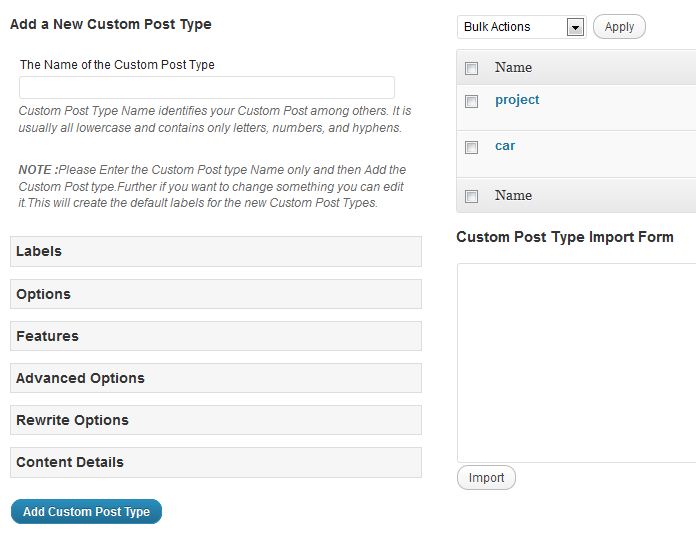 Add a New Custom Post Type
The Name of the Custom Post Type
Custom Post Type Name identifies your Custom Post among others. It is
usually all lowercase and contains only letters, numbers, and hyphens.
NOTE :Please Enter the Custom Post type Name only and then Add the
Custom Post type.Further if you want to change something you can edit
it.This will create the default labels for the new Custom Post Types.
Labels
Options
Features
Advanced Options
Rewrite Options
Content Details
Add Custom Post Type
Bulk Actions
Apply
Name
project
car
Name
Custom Post Type Import Form
Import